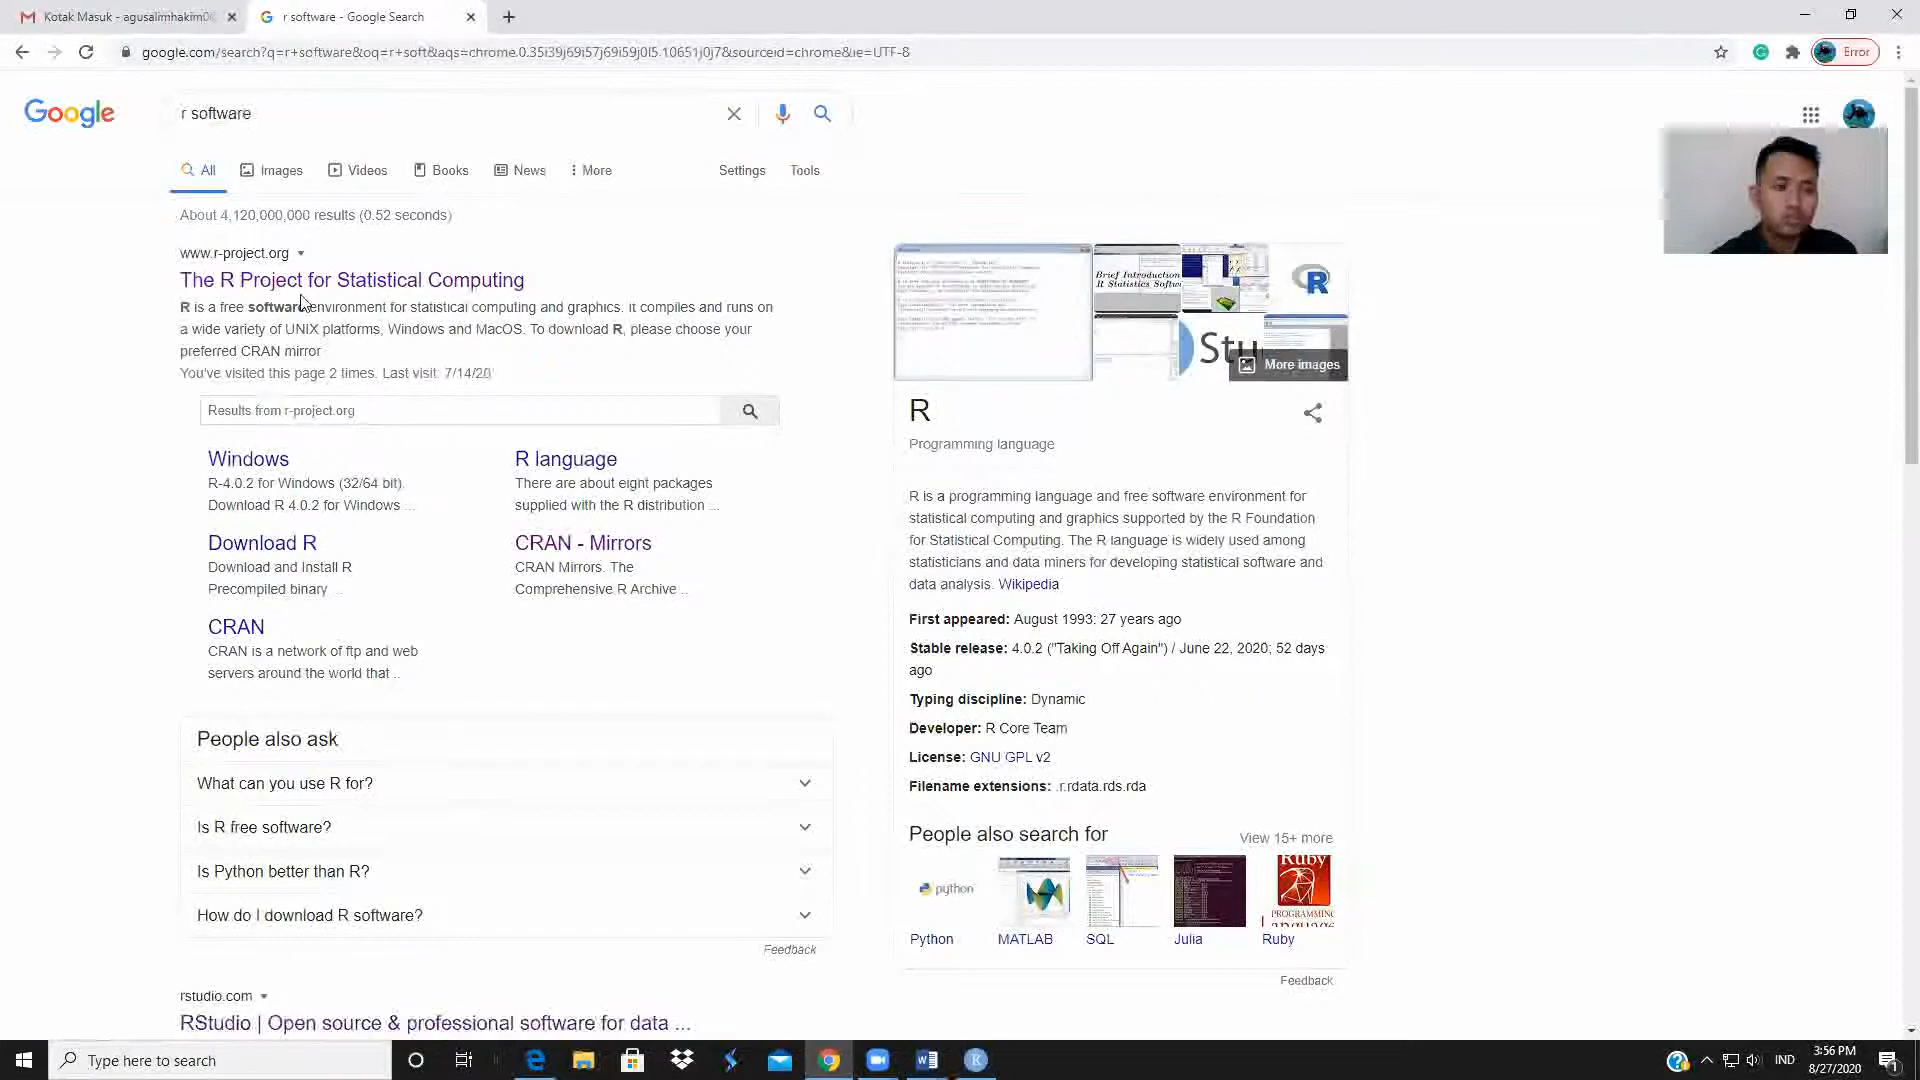 Kotak Masuk - agusalimhakim0
r software - Google Search
google.com/search?q=r+software&oq=r+soft&aqs=chrome.0.35i39j69i57j69i59j0l5.10651j0j7&sourceid=chrome&ie=UTF-8
Error
Google
r software
All
Images
Videos
Books
News
More
Settings
Tools
About 4,120,000,000 results (0.52 seconds)
www.r-project.org
The R Project for Statistical Computing
R is a free software environment for statistical computing and graphics. it compiles and runs on
a wide variety of UNIX platforms, Windows and MacOS. To download R, please choose your
preferred CRAN mirror
You've visited this page 2 times. Last visit: 7/14/20
Results from r-project.org
Windows
R-4.0.2 for Windows (32/64 bit).
Download R 4.0.2 for Windows ...
R language
There are about eight packages
supplied with the R distribution ...
Download R
Download and Install R
Precompiled binary ...
CRAN - Mirrors
CRAN Mirrors. The
Comprehensive R Archive ...
CRAN
CRAN is a network of ftp and web
servers around the world that ...
People also ask
What can you use R for?
Is R free software?
Is Python better than R?
How do I download R software?
Feedback
rstudio.com
RStudio | Open source & professional software for data ...
Brief Introduction
R Statistics Softw
R
Stu
More images
R
Programming language
R is a programming language and free software environment for
statistical computing and graphics supported by the R Foundation
for Statistical Computing. The R language is widely used among
statisticians and data miners for developing statistical software and
data analysis. Wikipedia
First appeared: August 1993; 27 years ago
Stable release: 4.0.2 ("Taking Off Again") / June 22, 2020; 52 days
ago
Typing discipline: Dynamic
Developer: R Core Team
License: GNU GPL v2
Filename extensions: .r.rdata.rds.rda
People also search for
View 15+ more
python
Ruby
PROGRAMMING
Python
MATLAB
SQL
Julia
Ruby
Feedback
Type here to search
IND
3:56 PM
8/27/2020
1